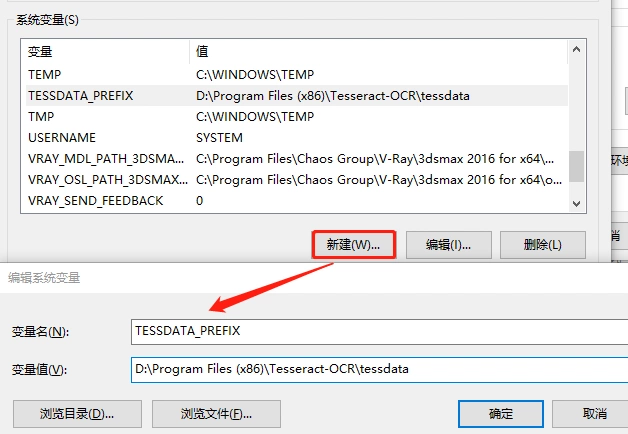 系统变量(S)
变量 值
TEMP C:\WINDOWS\TEMP
TESSDATA_PREFIX D:\Program Files (x86)\Tesseract-OCR\tessdata
TMP C:\WINDOWS\TEMP
USERNAME SYSTEM
VRAY_MDL_PATH_3DSMA... C:\Program Files\Chaos Group\V-Ray\3dsmax 2016 for x64\...
VRAY_OSL_PATH_3DSMAX... C:\Program Files\Chaos Group\V-Ray\3dsmax 2016 for x64\o...
VRAY_SEND_FEEDBACK 0
环境
新建(W)... 编辑(I)... 删除(L)
消
编辑系统变量
变量名(N): TESSDATA_PREFIX
变量值(V): D:\Program Files (x86)\Tesseract-OCR\tessdata
浏览目录(D)... 浏览文件(F)... 确定 取消